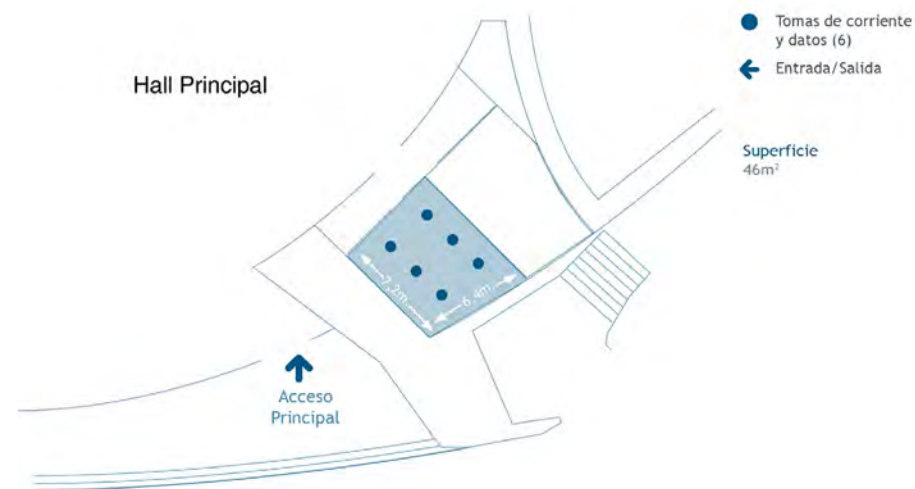 Hall Principal
Tomas de corriente
y datos (6)
Entrada/Salida
Superficie
46m²
7,2m
6,4m
Acceso
Principal